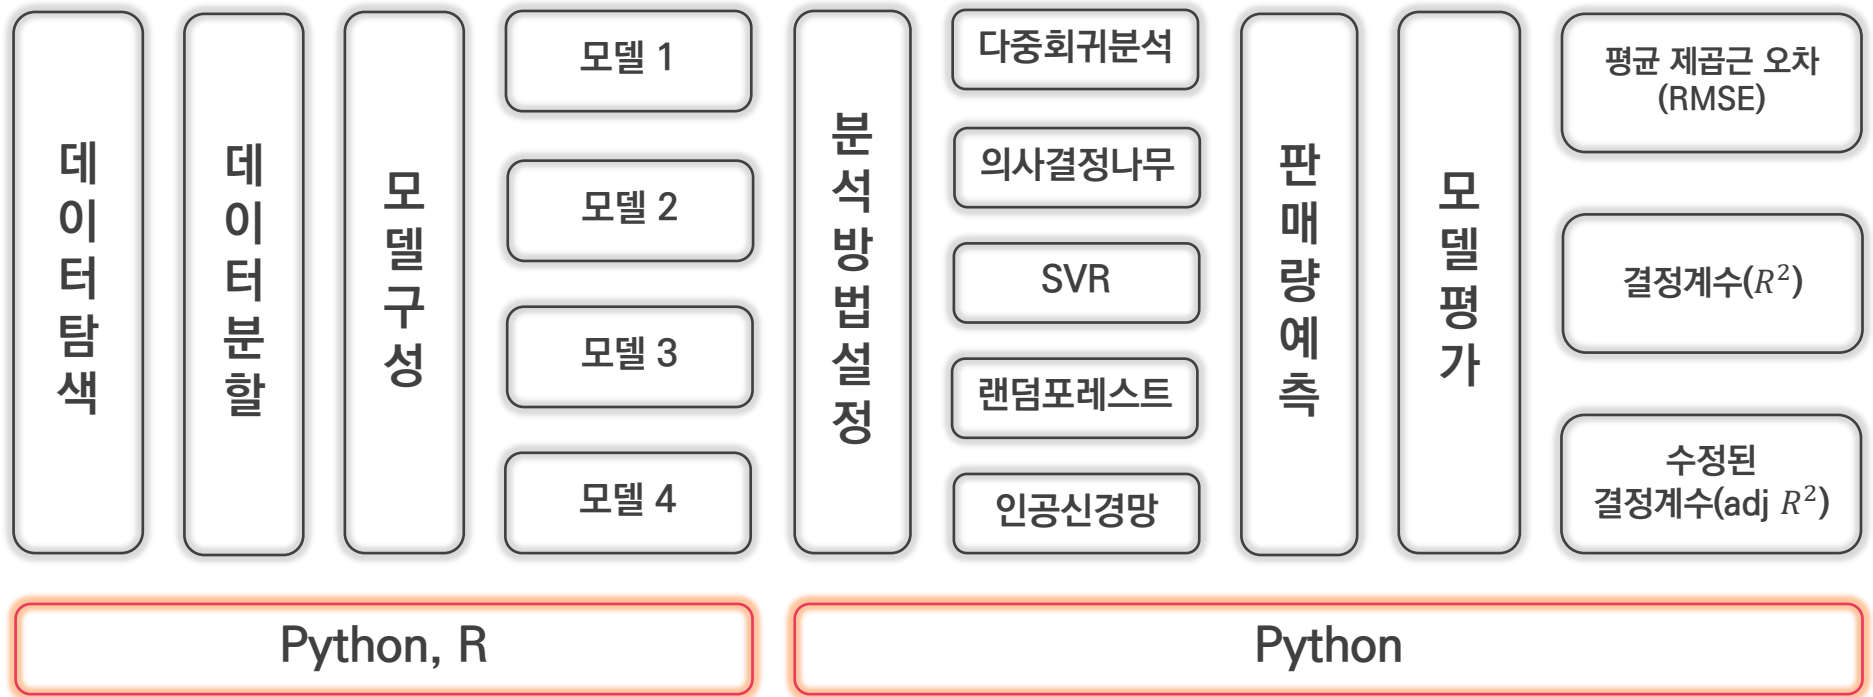 데이터탐색
데이터분할
모델구성
모델 1
모델 2
모델 3
모델 4
분석방법설정
다중회귀분석
의사결정나무
SVR
랜덤포레스트
인공신경망
판매량예측
모델평가
평균 제곱근 오차
(RMSE)
결정계수(R²)
수정된
결정계수(adj R²)
Python, R
Python